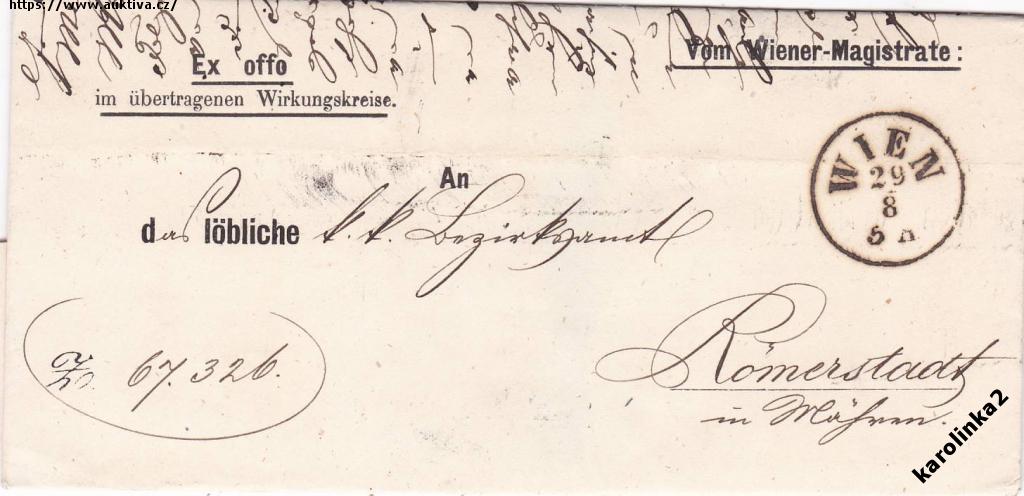 https://www.auktiva.cz/
Ex offo
im übertragenen Wirkungskreise.
Vom Wiener-Magistrate:
WIEN
29
8
5 A
An
das löbliche k. k. Bezirksamt
Römerstadt
in Mähren.
Z 67.326.
karolinka2